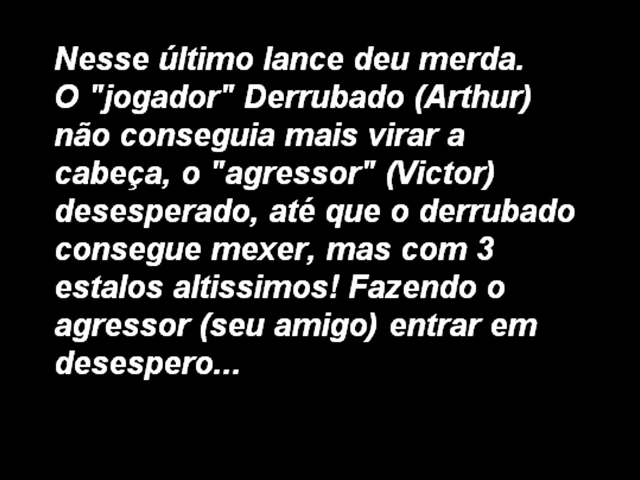 Nesse último lance deu merda.
O "jogador" Derrubado (Arthur)
não conseguia mais virar a
cabeça, o "agressor" (Victor)
desesperado, até que o derrubado
consegue mexer, mas com 3
estalos altissimos! Fazendo o
agressor (seu amigo) entrar em
desespero...